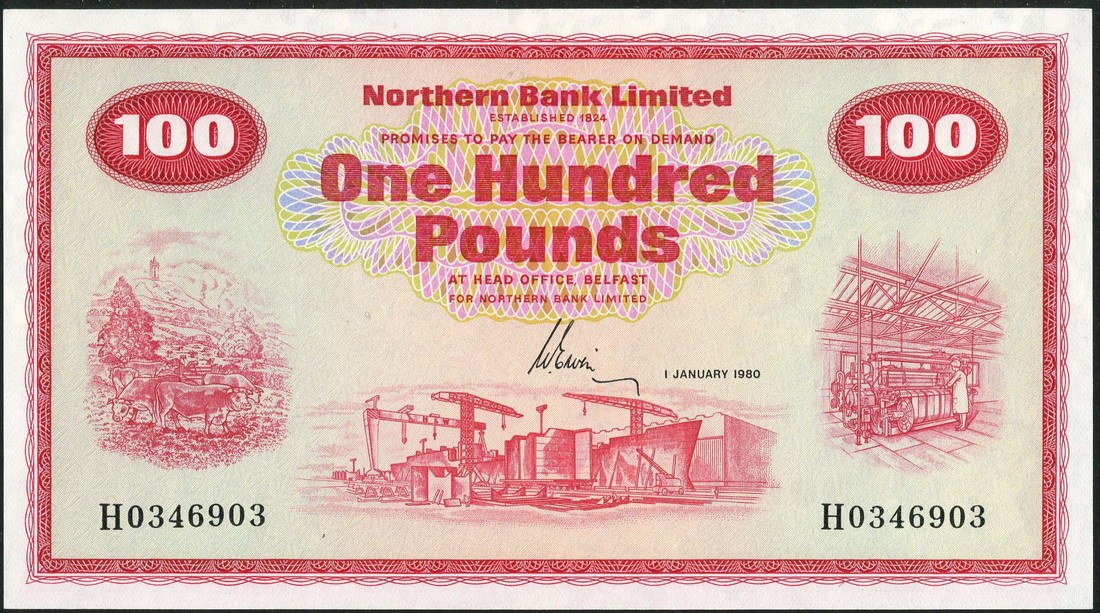 Northern Bank Limited
ESTABLISHED 1824
PROMISES TO PAY THE BEARER ON DEMAND
100
100
One Hundred
Pounds
AT HEAD OFFICE, BELFAST
FOR NORTHERN BANK LIMITED
1 JANUARY 1980
H0346903
H0346903